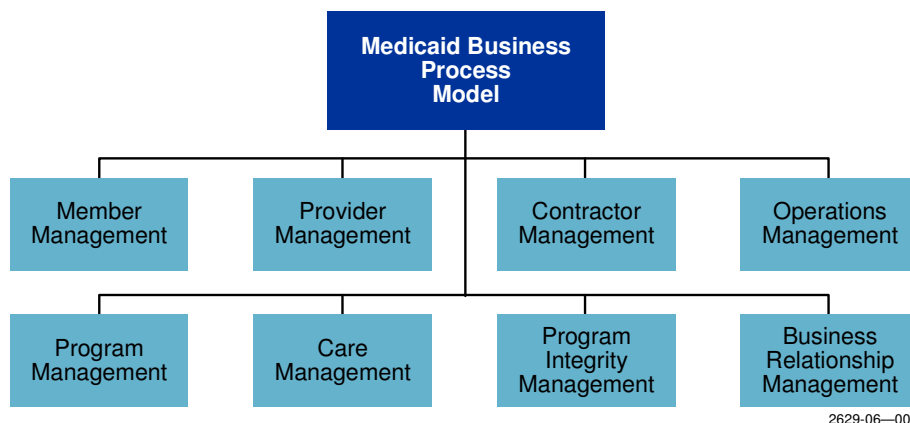 Medicaid Business
Process
Model
Member
Management
Provider
Management
Contractor
Management
Operations
Management
Program
Management
Care
Management
Program
Integrity
Management
Business
Relationship
Management
2629-06—00